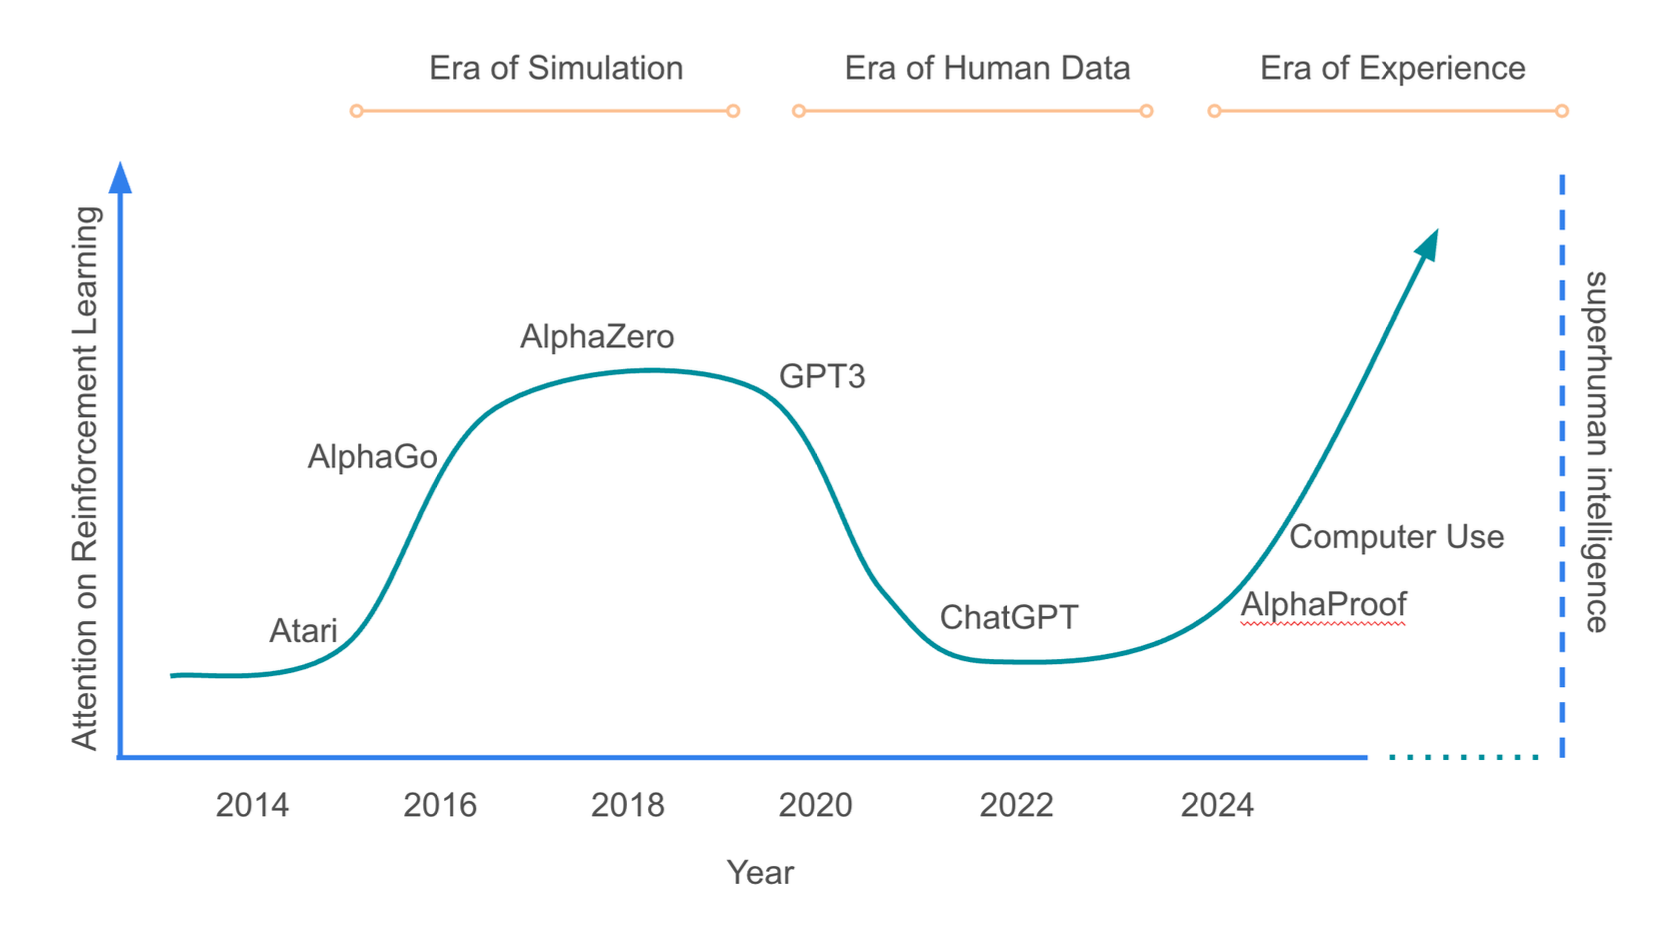 Era of Simulation
Era of Human Data
Era of Experience
Attention on Reinforcement Learning
AlphaZero
GPT3
AlphaGo
Computer Use
AlphaProof
ChatGPT
Atari
superhuman intelligence
2014
2016
2018
2020
2022
2024
Year